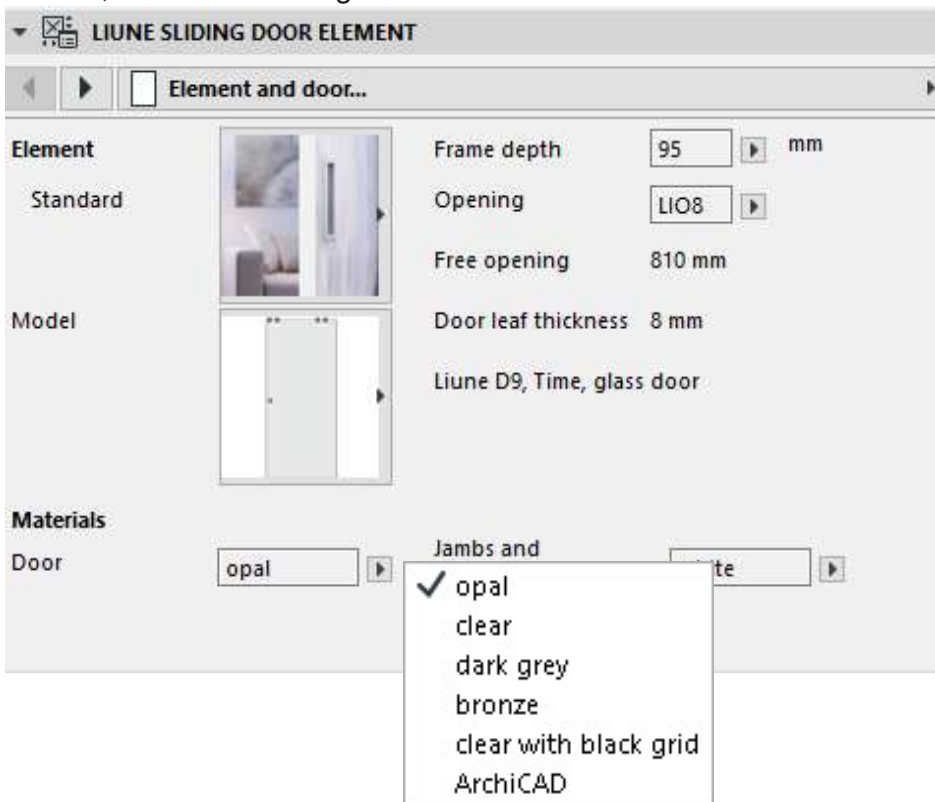 LIUNE SLIDING DOOR ELEMENT
Element and door...
Element
Standard
Frame depth 95 mm
Opening LIO8
Free opening 810 mm
Model
Door leaf thickness 8 mm
Liune D9, Time, glass door
Materials
Door opal
Jambs and
opal
clear
dark grey
bronze
clear with black grid
ArchiCAD